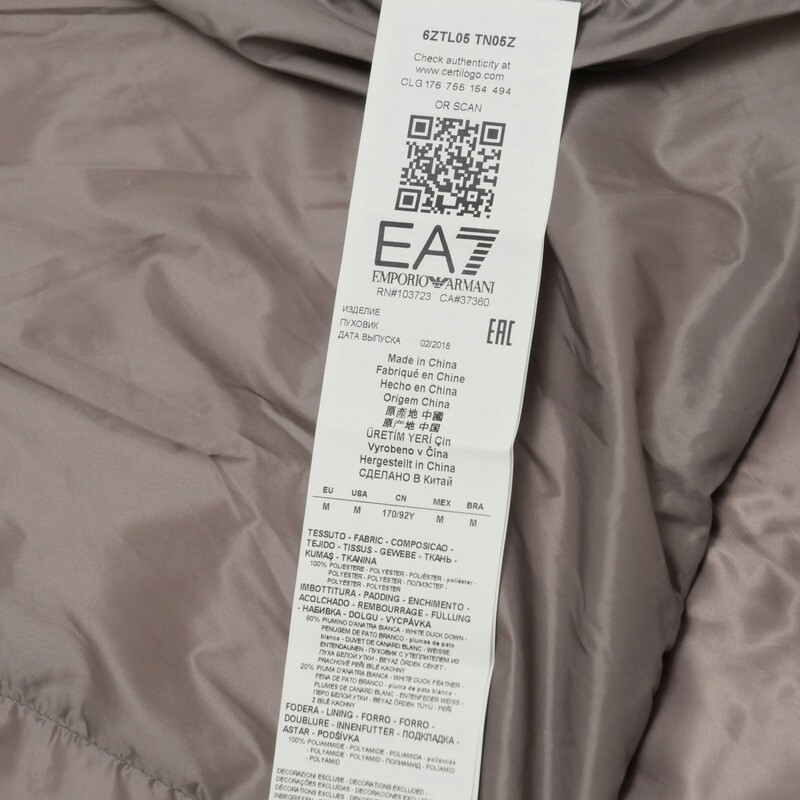 6ZTL05 TN05Z
Check authenticity at
www.certilogo.com
CLG 176 755 154 494
OR SCAN
EA7
EMPORIO ARMANI
RN#103723 CA#37360
ИЗДЕЛИЕ
ПУХОВИК
ДАТА ВЫПУСКА 02/2018
EAC
Made in China
Fabriqué en Chine
Hecho en China
Origem China
原產地 中國
原产地 中国
ÜRETİM YERİ Çin
Vyrobeno v Čína
Hergestellt in China
СДЕЛАНО В Китай
EU USA CN MEX BRA
M M 170/92Y M M
TESSUTO - FABRIC - COMPOSICAO -
TEJIDO - TISSUS - GEWEBE - ТКАНЬ -
KUMAŞ - TKANINA
100% POLIESTERE - POLYESTER - POLIÉSTER - poliéster -
POLYESTER - POLYESTER - ПОЛИЭСТЕР -
POLYESTER - POLYESTER
IMBOTTITURA - PADDING - ENCHIMENTO -
ACOLCHADO - REMBOURRAGE - FÜLLUNG
- НАБИВКА - DOLGU - VYCPÁVKA
80% PIUMINO D'ANATRA BIANCA - WHITE DUCK DOWN -
PENUGEM DE PATO BRANCO - plumas de pato
blanco - DUVET DE CANARD BLANC - WEISSE
ENTENDAUNEN - ПУХОВИК С УТЕПЛИТЕЛЕМ ИЗ
ПУХА БЕЛОЙ УТКИ - BEYAZ ÖRDEK CEKET -
PRACHOVÉ PEŘÍ BÍLÉ KACHNY
20% PIUMA D'ANATRA BIANCA - WHITE DUCK FEATHER -
PENA DE PATO BRANCO - pluma de pato blanco -
PLUMES DE CANARD BLANC - ENTENFEDER WEISS -
ПЕРО БЕЛОЙ УТКИ - BEYAZ ÖRDEK TÜYÜ - PEŘÍ
Z BÍLÉ KACHNY
FODERA - LINING - FORRO - FORRO -
DOUBLURE - INNENFUTTER - ПОДКЛАДКА -
ASTAR - PODŠÍVKA
100% POLIAMMIDE - POLYAMIDE - POLIAMIDA - poliamida
- POLYAMIDE - POLYAMID - ПОЛИАМИД - POLIAMİD
- POLYAMID
DECORAZIONI ESCLUSE - DECORATIONS EXCLUDED -
DECORAÇÕES EXCLUÍDAS - DECORACIONES EXCLUIDAS